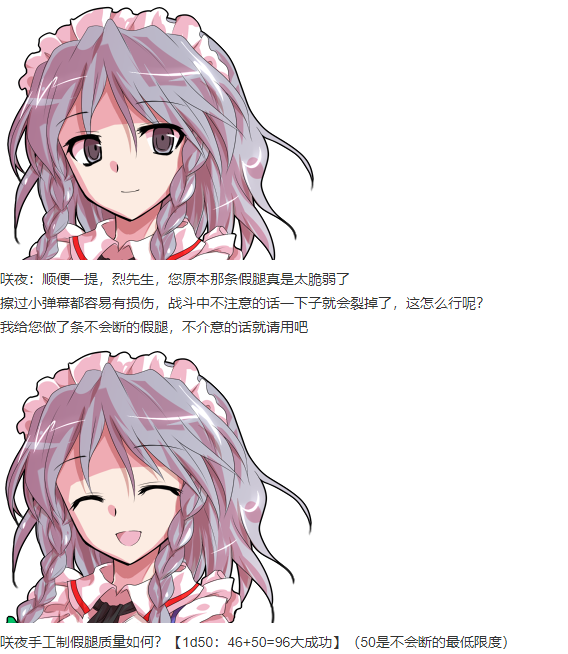 咲夜：顺便一提，烈先生，您原本那条假腿真是太脆弱了
擦过小弹幕都容易有损伤，战斗中不注意的话一下子就会裂掉了，这怎么行呢？
我给您做了条不会断的假腿，不介意的话就请用吧
咲夜手工制假腿质量如何？【1d50：46+50=96大成功】（50是不会断的最低限度）